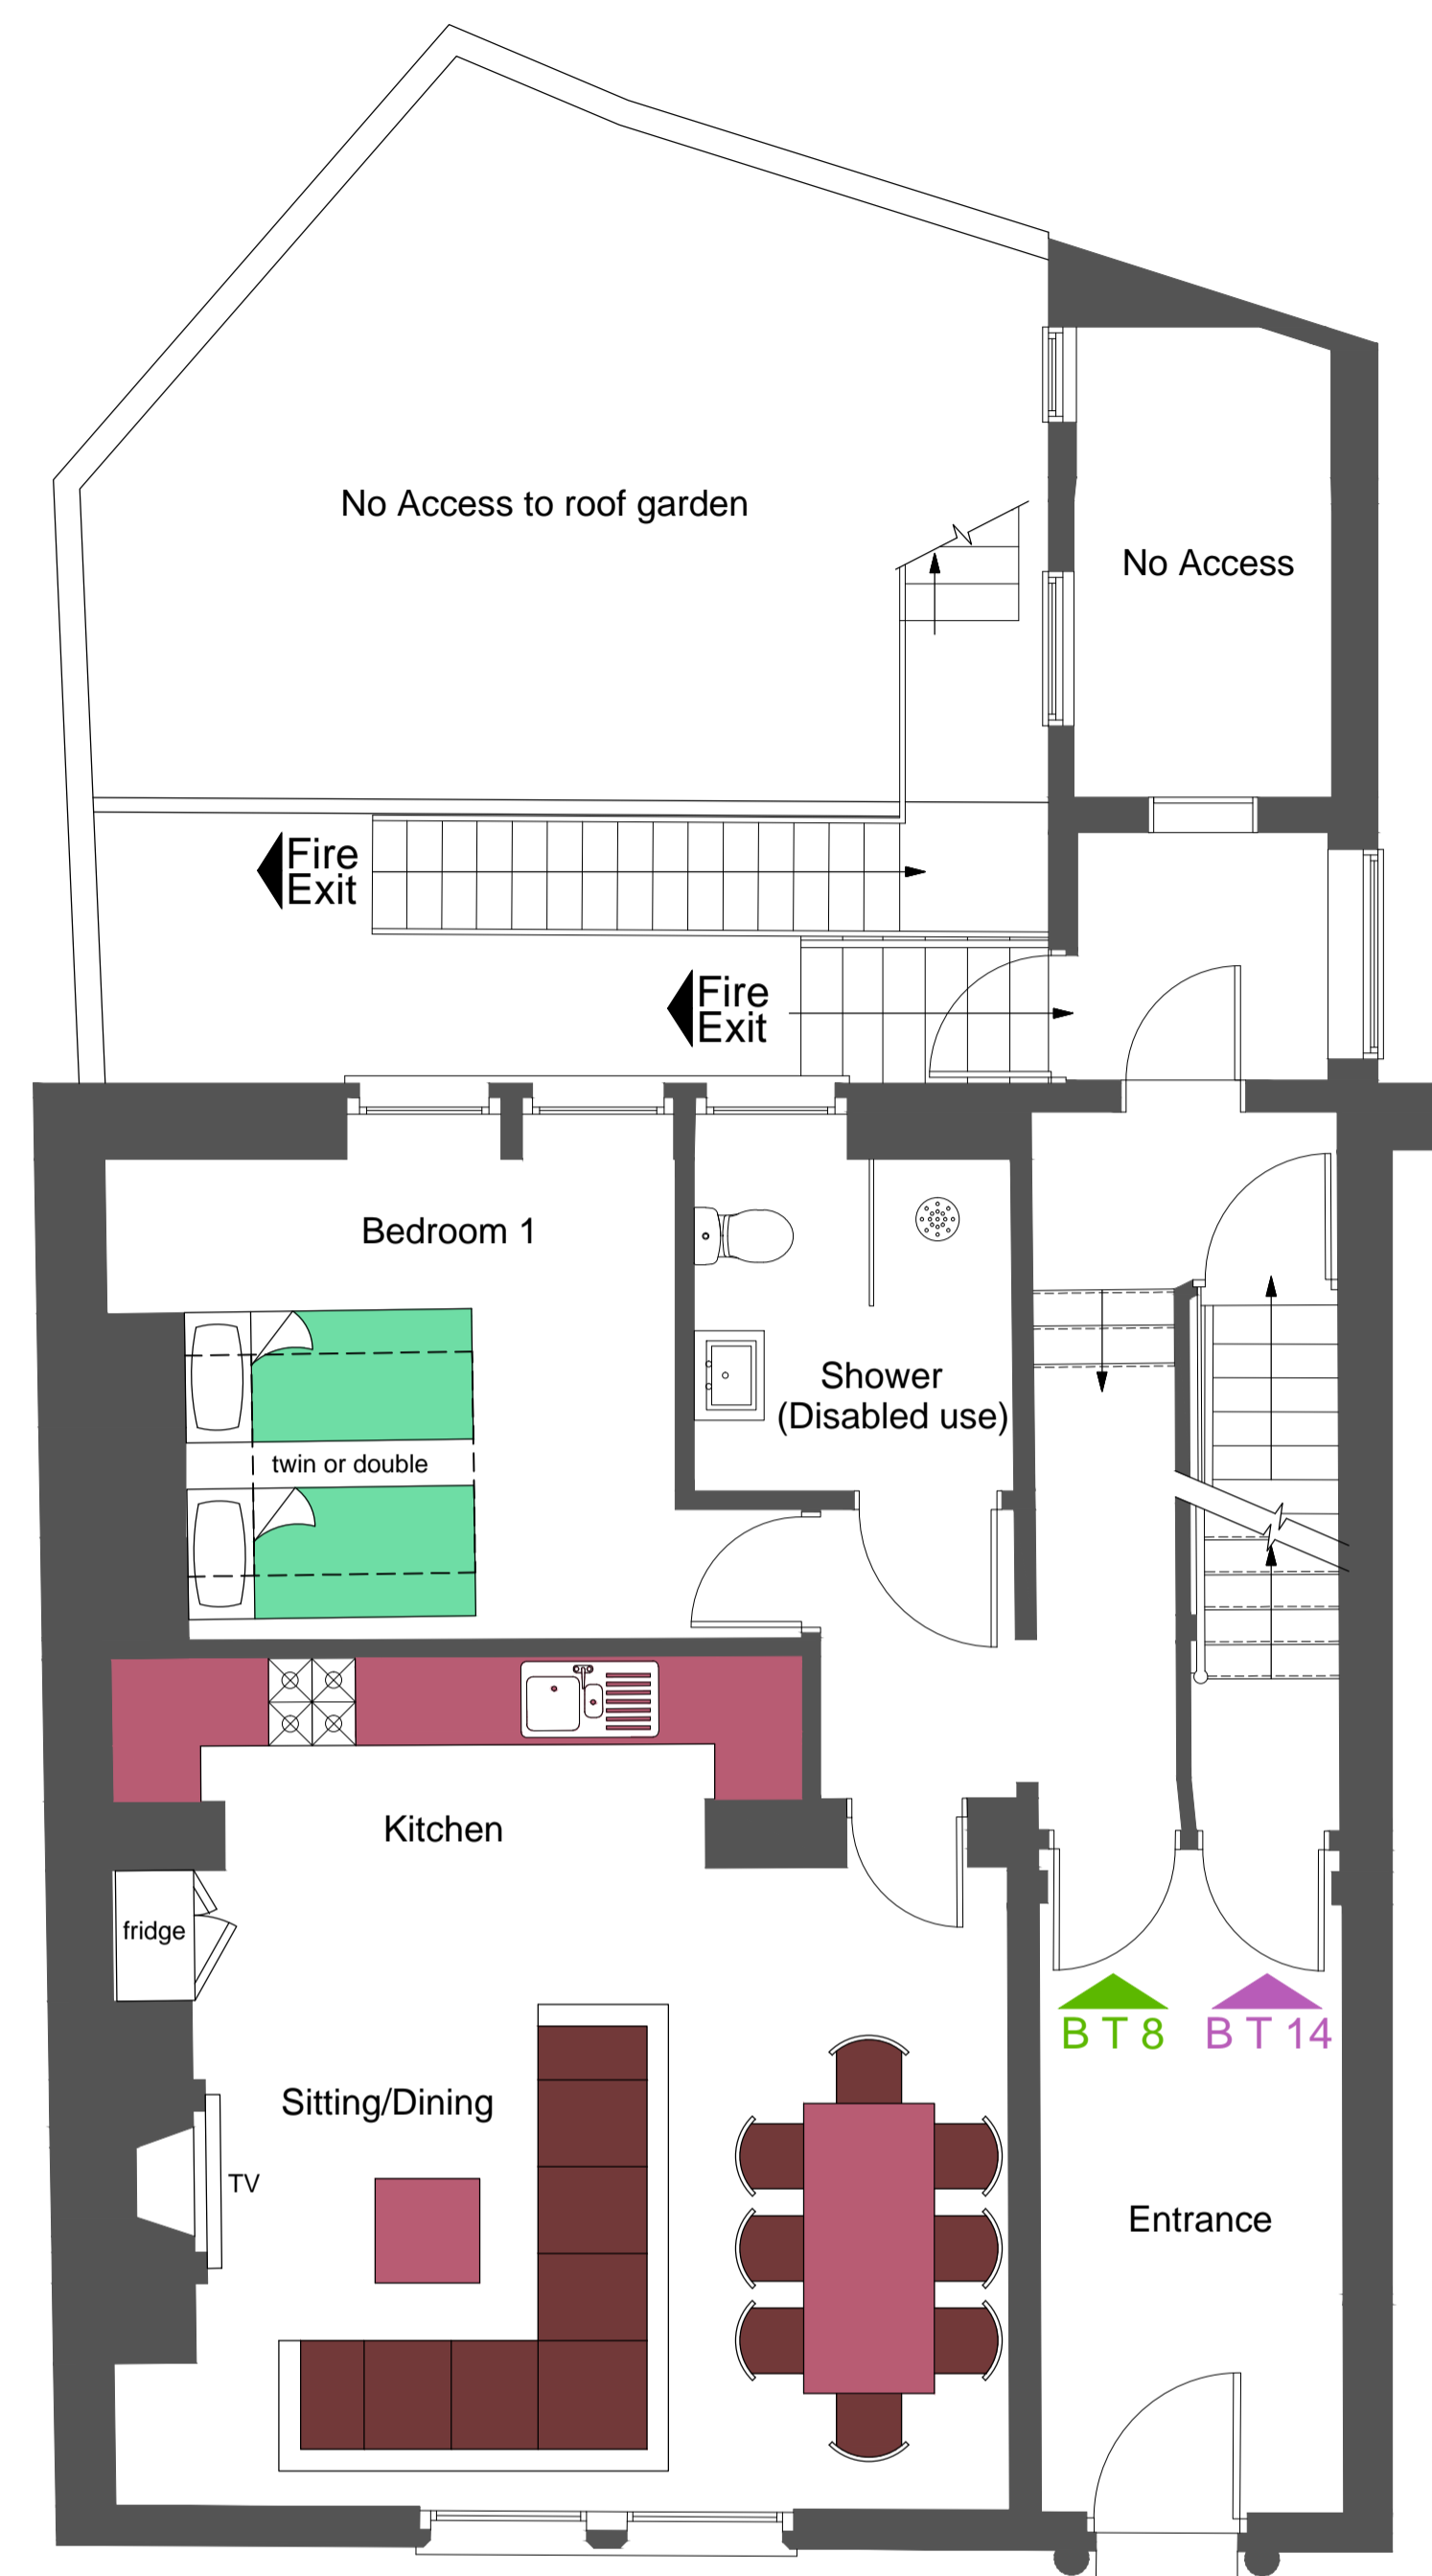 No Access to roof garden
No Access
Fire
Exit
Fire
Exit
Bedroom 1
Shower
(Disabled use)
twin or double
Kitchen
fridge
B T 8
B T 14
Sitting/Dining
TV
Entrance